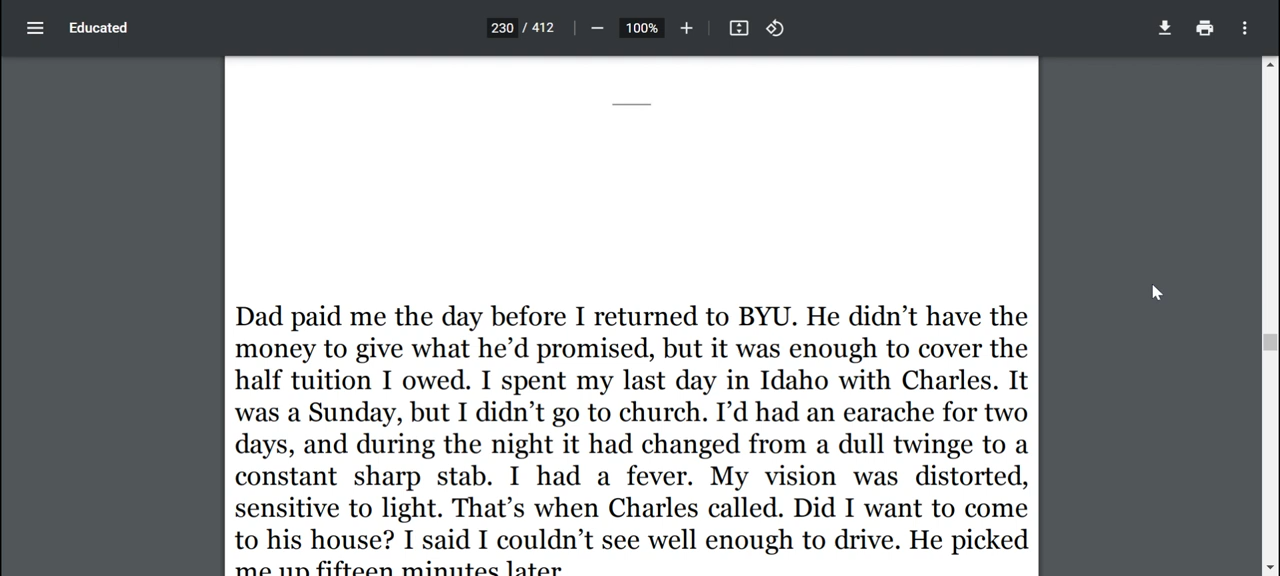 Educated
230 / 412
100%
Dad paid me the day before I returned to BYU. He didn’t have the
money to give what he’d promised, but it was enough to cover the
half tuition I owed. I spent my last day in Idaho with Charles. It
was a Sunday, but I didn’t go to church. I’d had an earache for two
days, and during the night it had changed from a dull twinge to a
constant sharp stab. I had a fever. My vision was distorted,
sensitive to light. That’s when Charles called. Did I want to come
to his house? I said I couldn’t see well enough to drive. He picked
me up fifteen minutes later.